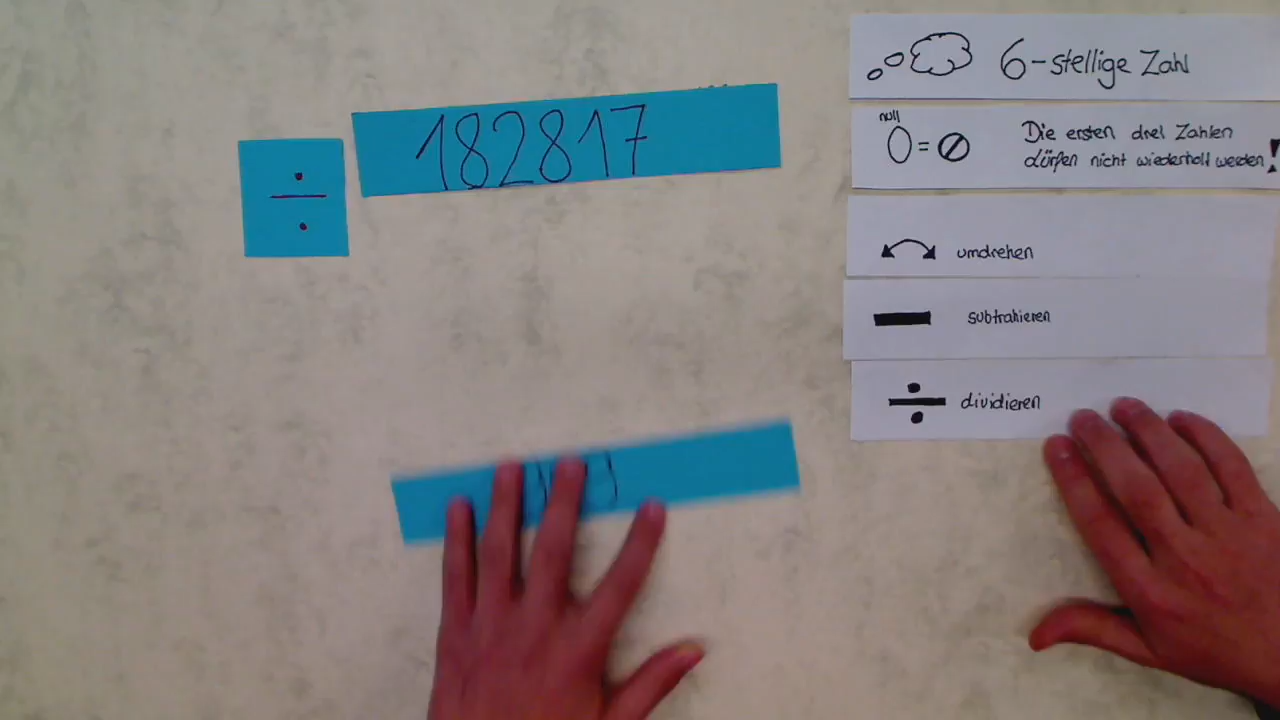 182817
÷
6-stellige Zahl
null
0 = Die ersten drei Zahlen
dürfen nicht wiederholt werden!
umdrehen
subtrahieren
÷ dividieren